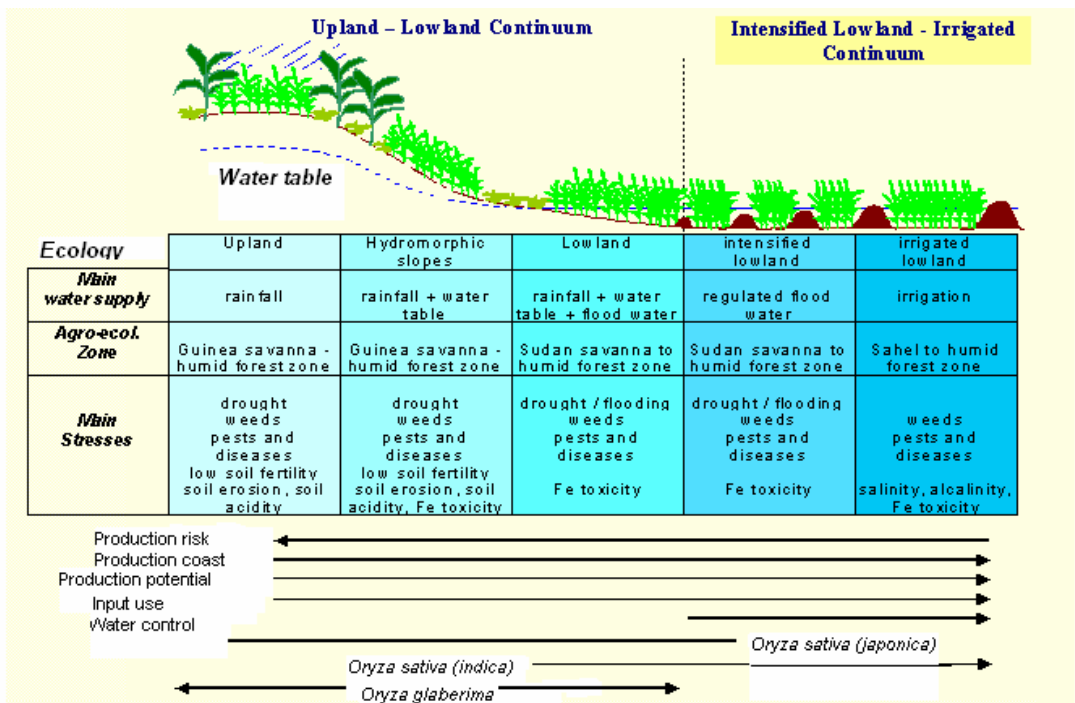 Upland – Lowland Continuum
Intensified Lowland - Irrigated
Continuum
Water table
Ecology
Upland
Hydromorphic
slopes
Lowland
intensified
lowland
irrigated
lowland
Main
water supply
rainfall
rainfall + water
table
rainfall + water
table + flood water
regulated flood
water
irrigation
Agro-ecol.
Zone
Guinea savanna -
humid forest zone
Guinea savanna -
humid forest zone
Sudan savanna to
humid forest zone
Sudan savanna to
humid forest zone
Sahel to humid
forest zone
Main
Stresses
drought
weeds
pests and
diseases
low soil fertility
soil erosion, soil
acidity
drought
weeds
pests and
diseases
low soil fertility
soil erosion, soil
acidity, Fe toxicity
drought / flooding
weeds
pests and
diseases
Fe toxicity
drought / flooding
weeds
pests and
diseases
Fe toxicity
weeds
pests and
diseases
salinity, alcalinity,
Fe toxicity
Production risk
Production coast
Production potential
Input use
Water control
Oryza sativa (japonica)
Oryza sativa (indica)
Oryza glaberima